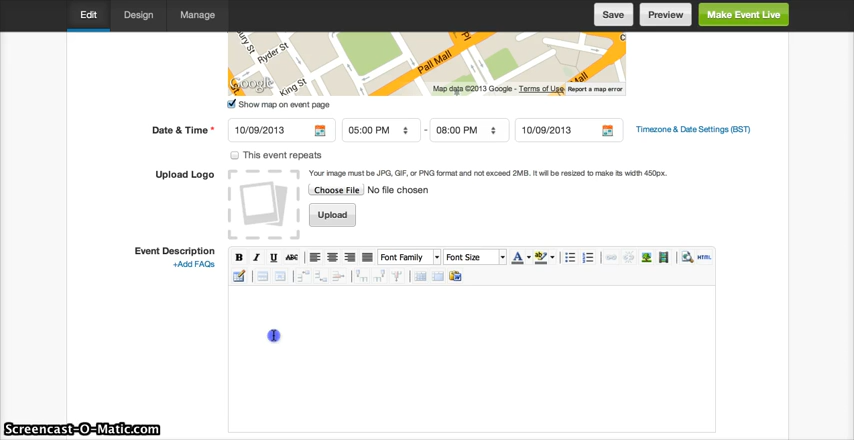 Edit Design Manage Save Preview Make Event Live
Ryder St
King St
Pall Mall
Pl
Google
Map data ©2013 Google - Terms of Use Report a map error
Show map on event page
Date & Time * 10/09/2013 05:00 PM - 08:00 PM 10/09/2013 Timezone & Date Settings (BST)
This event repeats
Upload Logo Your image must be JPG, GIF, or PNG format and not exceed 2MB. It will be resized to make its width 450px.
Choose File No file chosen
Upload
Event Description
+Add FAQs
B I U ABC Font Family Font Size A ab HTML
Screencast-O-Matic.com